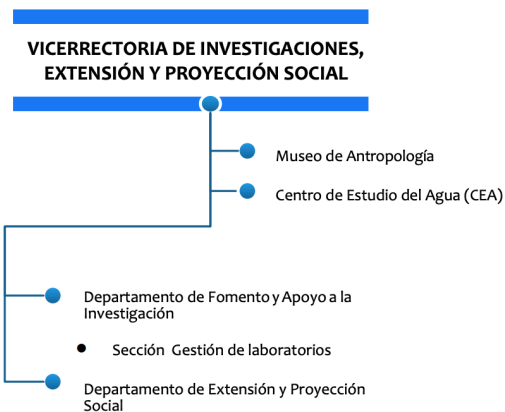 VICERRECTORIA DE INVESTIGACIONES,
EXTENSIÓN Y PROYECCIÓN SOCIAL
Museo de Antropología
Centro de Estudio del Agua (CEA)
Departamento de Fomento y Apoyo a la
Investigación
Sección Gestión de laboratorios
Departamento de Extensión y Proyección
Social